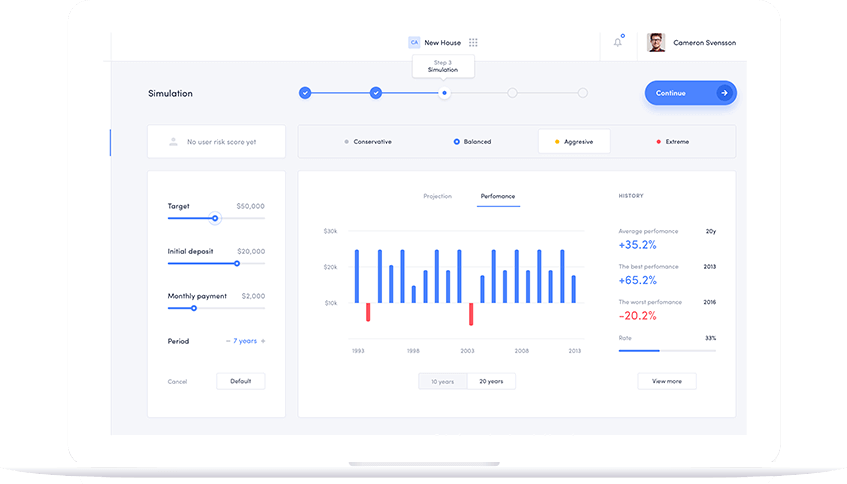 CA New House
Cameron Svensson
Step 3
Simulation
Simulation
Continue
No user risk score yet
Conservative
Balanced
Aggresive
Extreme
Target $50,000
Initial deposit $20,000
Monthly payment $2,000
Period − 7 years +
Cancel
Default
Projection
Perfomance
$30k
$20k
$10k
1993
1998
2003
2008
2013
10 years
20 years
HISTORY
Average perfomance 20y
+35.2%
The best perfomance 2013
+65.2%
The worst perfomance 2016
-20.2%
Rate 33%
View more